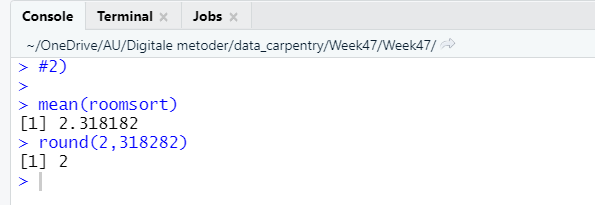 Console Terminal × Jobs ×
~/OneDrive/AU/Digitale metoder/data_carpentry/Week47/Week47/
> #2)
>
> mean(roomsort)
[1] 2.318182
> round(2,318282)
[1] 2
>